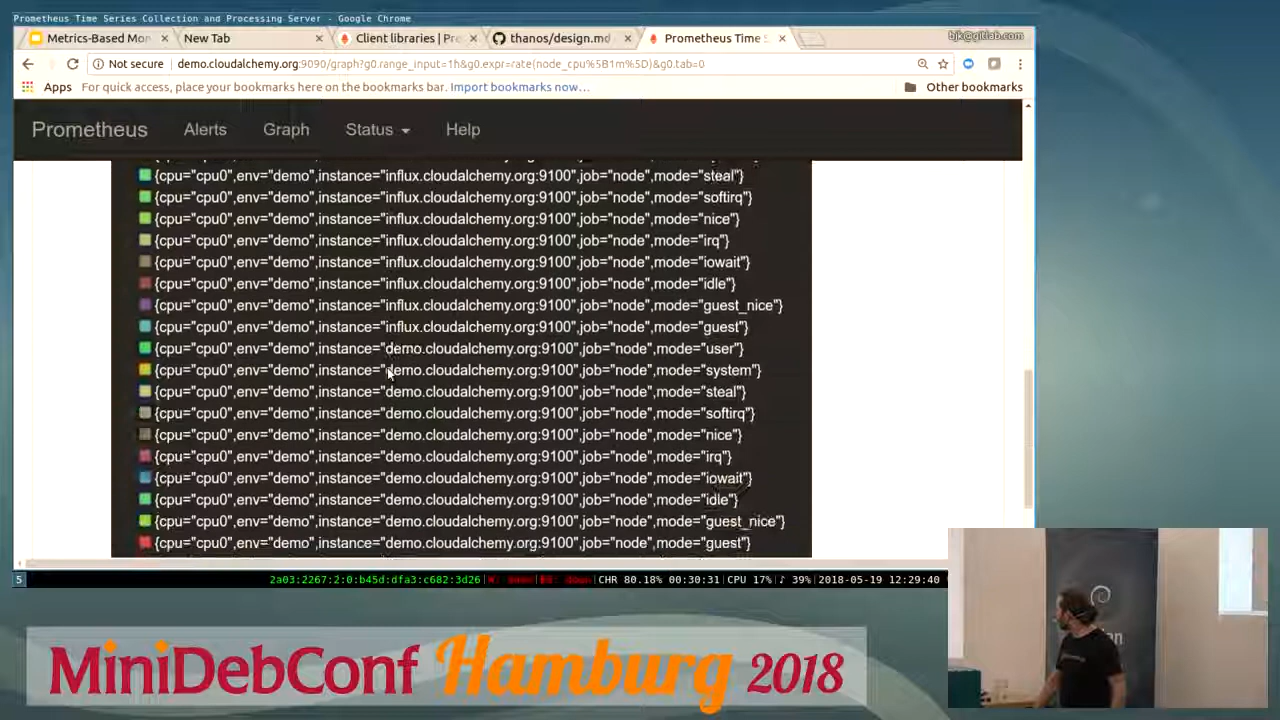 Prometheus Time Series Collection and Processing Server - Google Chrome
Metrics-Based Mon
New Tab
Client libraries | Pro
thanos/design.md
Prometheus Time S
bjk@gitlab.com
Not secure | demo.cloudalchemy.org:9090/graph?g0.range_input=1h&g0.expr=rate(node_cpu%5B1m%5D)&g0.tab=0
Apps For quick access, place your bookmarks here on the bookmarks bar. Import bookmarks now… Other bookmarks
Prometheus Alerts Graph Status Help
{cpu="cpu0",env="demo",instance="influx.cloudalchemy.org:9100",job="node",mode="steal"}
{cpu="cpu0",env="demo",instance="influx.cloudalchemy.org:9100",job="node",mode="softirq"}
{cpu="cpu0",env="demo",instance="influx.cloudalchemy.org:9100",job="node",mode="nice"}
{cpu="cpu0",env="demo",instance="influx.cloudalchemy.org:9100",job="node",mode="irq"}
{cpu="cpu0",env="demo",instance="influx.cloudalchemy.org:9100",job="node",mode="iowait"}
{cpu="cpu0",env="demo",instance="influx.cloudalchemy.org:9100",job="node",mode="idle"}
{cpu="cpu0",env="demo",instance="influx.cloudalchemy.org:9100",job="node",mode="guest_nice"}
{cpu="cpu0",env="demo",instance="influx.cloudalchemy.org:9100",job="node",mode="guest"}
{cpu="cpu0",env="demo",instance="demo.cloudalchemy.org:9100",job="node",mode="user"}
{cpu="cpu0",env="demo",instance="demo.cloudalchemy.org:9100",job="node",mode="system"}
{cpu="cpu0",env="demo",instance="demo.cloudalchemy.org:9100",job="node",mode="steal"}
{cpu="cpu0",env="demo",instance="demo.cloudalchemy.org:9100",job="node",mode="softirq"}
{cpu="cpu0",env="demo",instance="demo.cloudalchemy.org:9100",job="node",mode="nice"}
{cpu="cpu0",env="demo",instance="demo.cloudalchemy.org:9100",job="node",mode="irq"}
{cpu="cpu0",env="demo",instance="demo.cloudalchemy.org:9100",job="node",mode="iowait"}
{cpu="cpu0",env="demo",instance="demo.cloudalchemy.org:9100",job="node",mode="idle"}
{cpu="cpu0",env="demo",instance="demo.cloudalchemy.org:9100",job="node",mode="guest_nice"}
{cpu="cpu0",env="demo",instance="demo.cloudalchemy.org:9100",job="node",mode="guest"}
5 2a03:2267:2:0:b45d:dfa3:c682:3d26 CHR 80.18% 00:30:31|CPU 17%|♪ 39%|2018-05-19 12:29:40
MiniDebConf Hamburg 2018